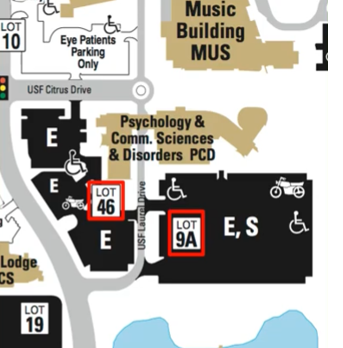 LOT
10
Eye Patients
Parking
Only
Music
Building
MUS
USF Citrus Drive
E
Psychology &
Comm. Sciences
& Disorders PCD
E
LOT
46
E
USF Laurel Drive
LOT
9A
E, S
Lodge
CS
LOT
19